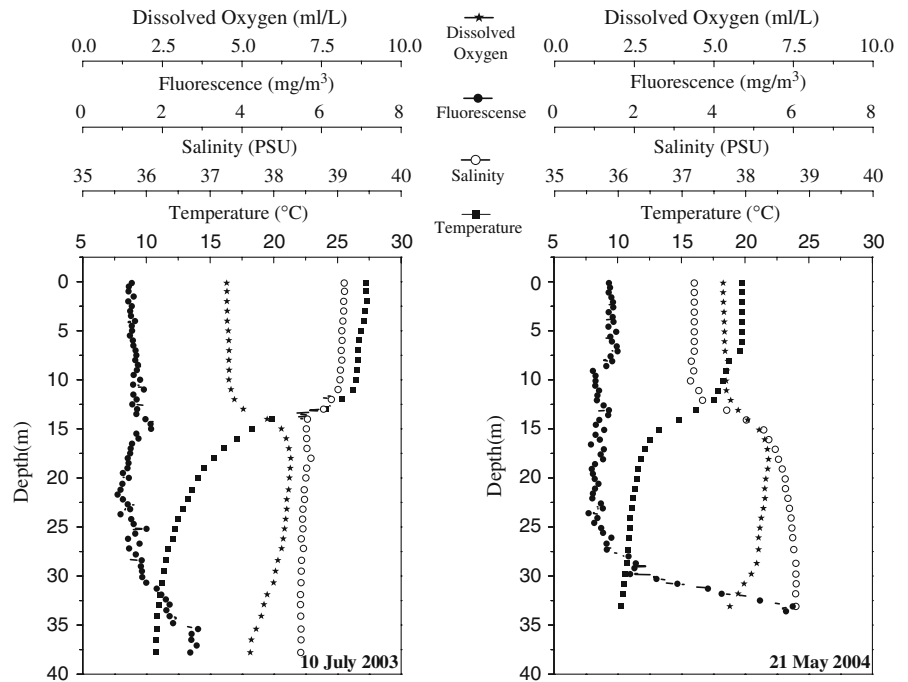 Dissolved Oxygen (ml/L)
0.0 2.5 5.0 7.5 10.0
Fluorescence (mg/m³)
0 2 4 6 8
Salinity (PSU)
35 36 37 38 39 40
Temperature (°C)
5 10 15 20 25 30
0
5
10
15
20
25
30
35
40
Depth(m)
10 July 2003
Dissolved
Oxygen
Fluorescense
Salinity
Temperature
Dissolved Oxygen (ml/L)
0.0 2.5 5.0 7.5 10.0
Fluorescence (mg/m³)
0 2 4 6 8
Salinity (PSU)
35 36 37 38 39 40
Temperature (°C)
5 10 15 20 25 30
0
5
10
15
20
25
30
35
40
Depth(m)
21 May 2004